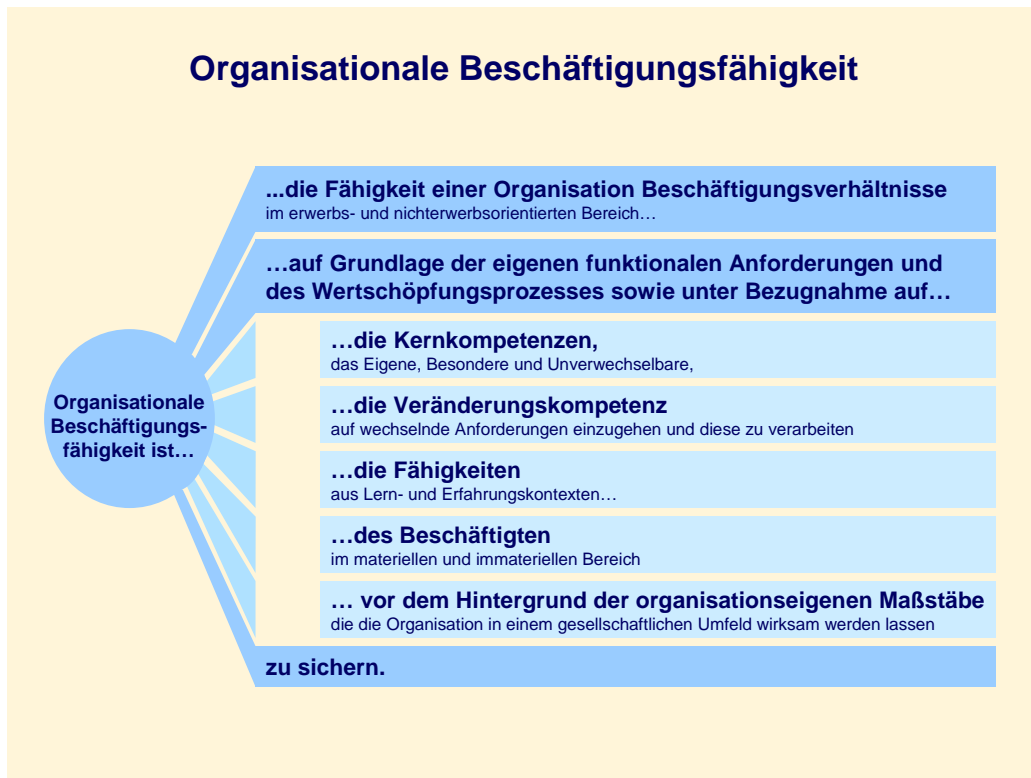 Organisationale Beschäftigungsfähigkeit
...die Fähigkeit einer Organisation Beschäftigungsverhältnisse
im erwerbs- und nichterwerbsorientierten Bereich…
…auf Grundlage der eigenen funktionalen Anforderungen und
des Wertschöpfungsprozesses sowie unter Bezugnahme auf…
…die Kernkompetenzen,
das Eigene, Besondere und Unverwechselbare,
Organisationale
Beschäftigungs-
fähigkeit ist…
…die Veränderungskompetenz
auf wechselnde Anforderungen einzugehen und diese zu verarbeiten
…die Fähigkeiten
aus Lern- und Erfahrungskontexten…
…des Beschäftigten
im materiellen und immateriellen Bereich
… vor dem Hintergrund der organisationseigenen Maßstäbe
die die Organisation in einem gesellschaftlichen Umfeld wirksam werden lassen
zu sichern.